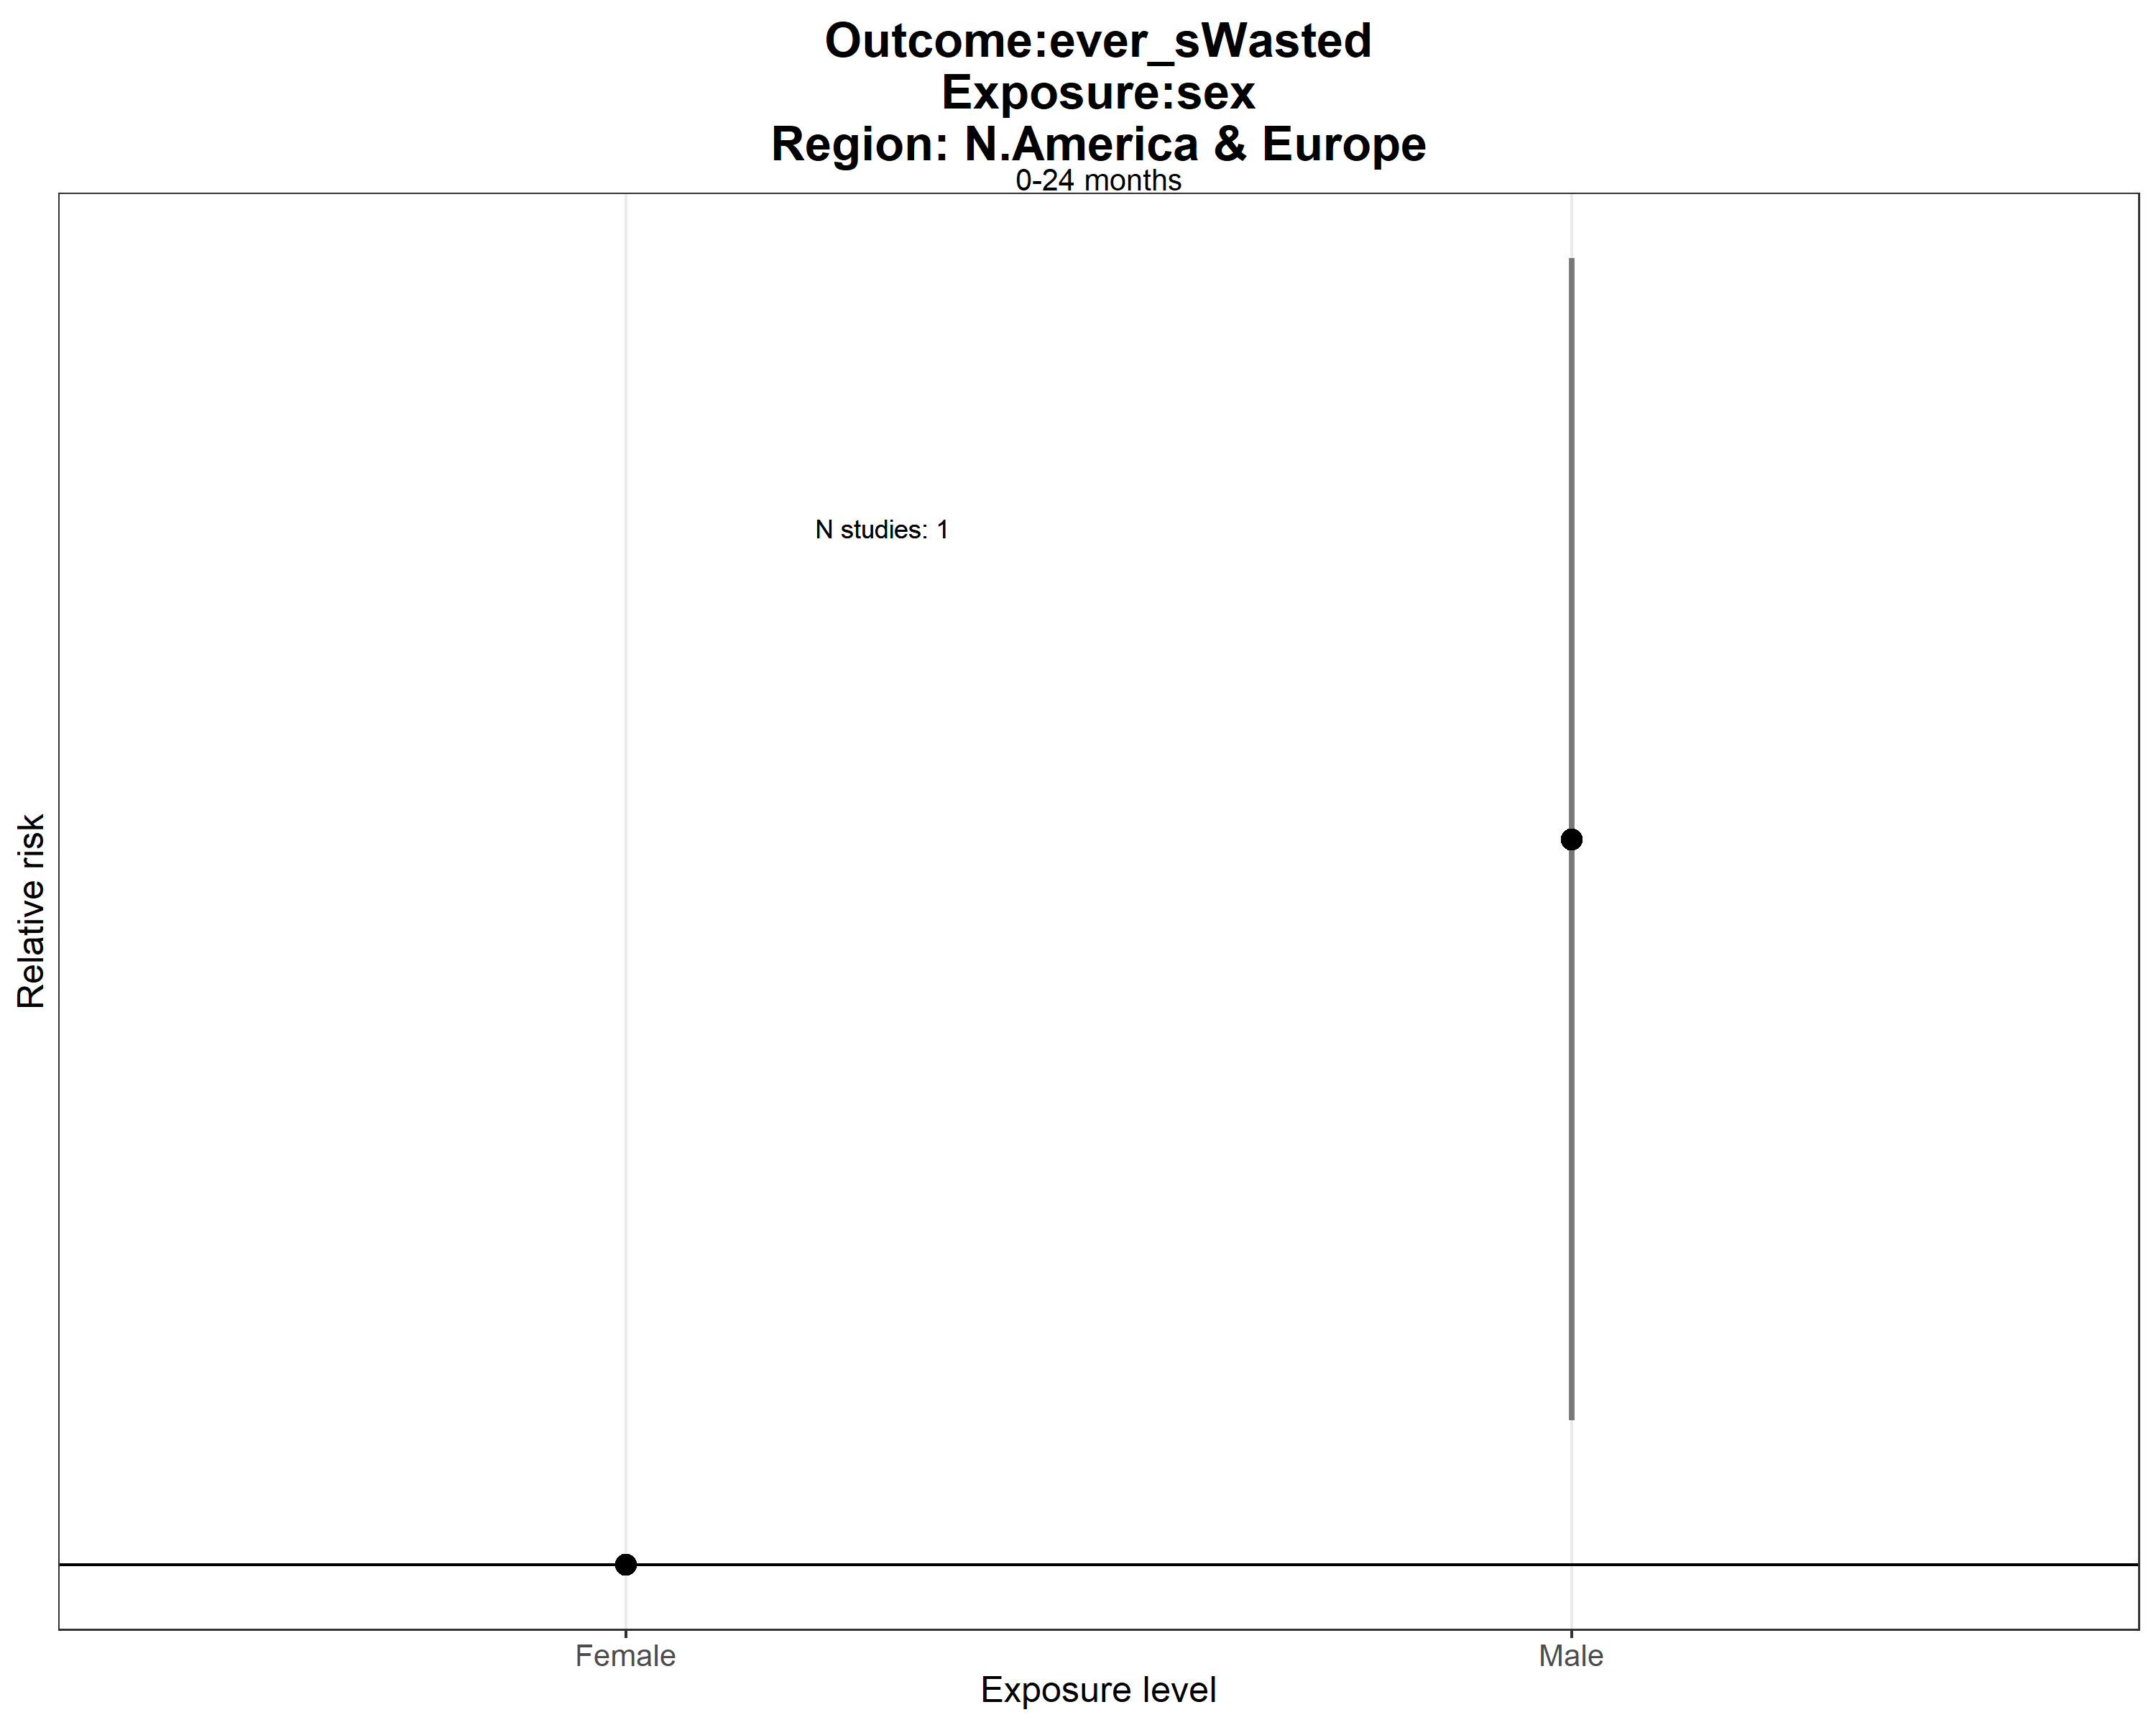 Outcome:ever_sWasted
Exposure:sex
Region: N.America & Europe
0-24 months
N studies: 1
Relative risk
Female
Male
Exposure level